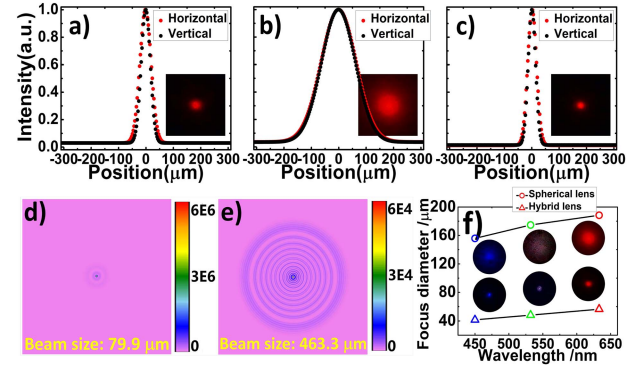 a)
Horizontal
Vertical
Intensity(a.u.)
1.0
0.8
0.6
0.4
0.2
0.0
-300-200-100 0 100 200 300
Position(μm)
b)
Horizontal
Vertical
-300-200-100 0 100 200 300
Position(μm)
c)
Horizontal
Vertical
-300-200-100 0 100 200 300
Position(μm)
d)
Beam size: 79.9 μm
6E6
3E6
0
e)
Beam size: 463.3 μm
6E4
3E4
0
f)
Spherical lens
Hybrid lens
Focus diameter /μm
200
160
120
80
40
450 500 550 600 650
Wavelength /nm